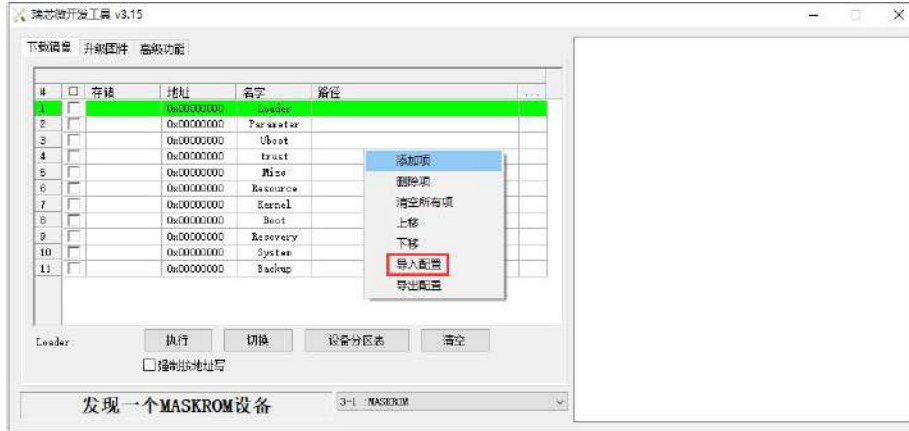 瑞芯微开发工具 v3.15
下载镜像 升级固件 高级功能
# 存储 地址 名字 路径 ...
1 0x00000000 Loader
2 0x00000000 Parameter
3 0x00000000 Uboot
4 0x00000000 trust
5 0x00000000 Misc
6 0x00000000 Resource
7 0x00000000 Kernel
8 0x00000000 Boot
9 0x00000000 Recovery
10 0x00000000 System
11 0x00000000 Backup
添加项
删除项
清空所有项
上移
下移
导入配置
导出配置
Loader: 执行 切换 设备分区表 清空
强制按地址写
发现一个MASKROM设备 3-1 :MASKROM